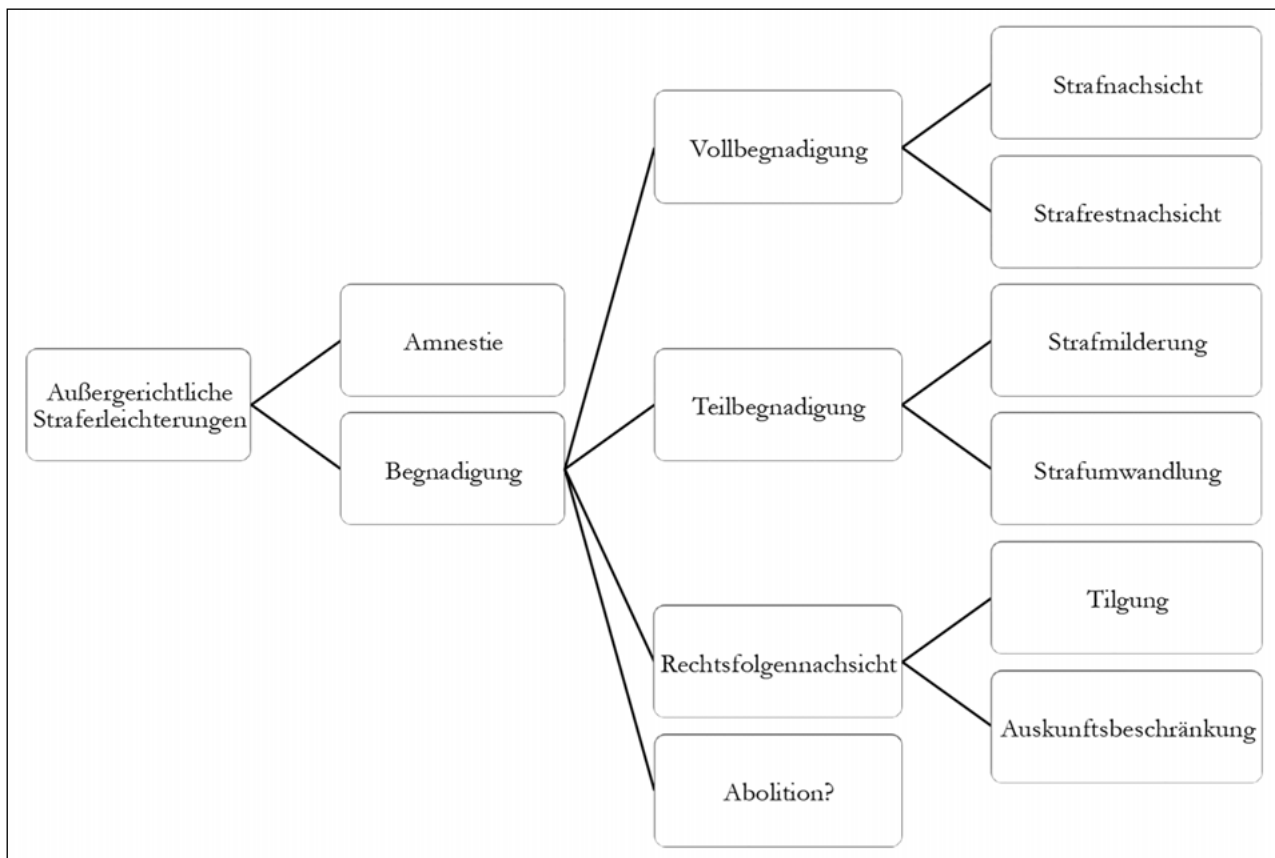 Außergerichtliche
Straferleichterungen
Amnestie
Begnadigung
Vollbegnadigung
Teilbegnadigung
Rechtsfolgennachsicht
Abolition?
Strafnachsicht
Strafrestnachsicht
Strafmilderung
Strafumwandlung
Tilgung
Auskunftsbeschränkung